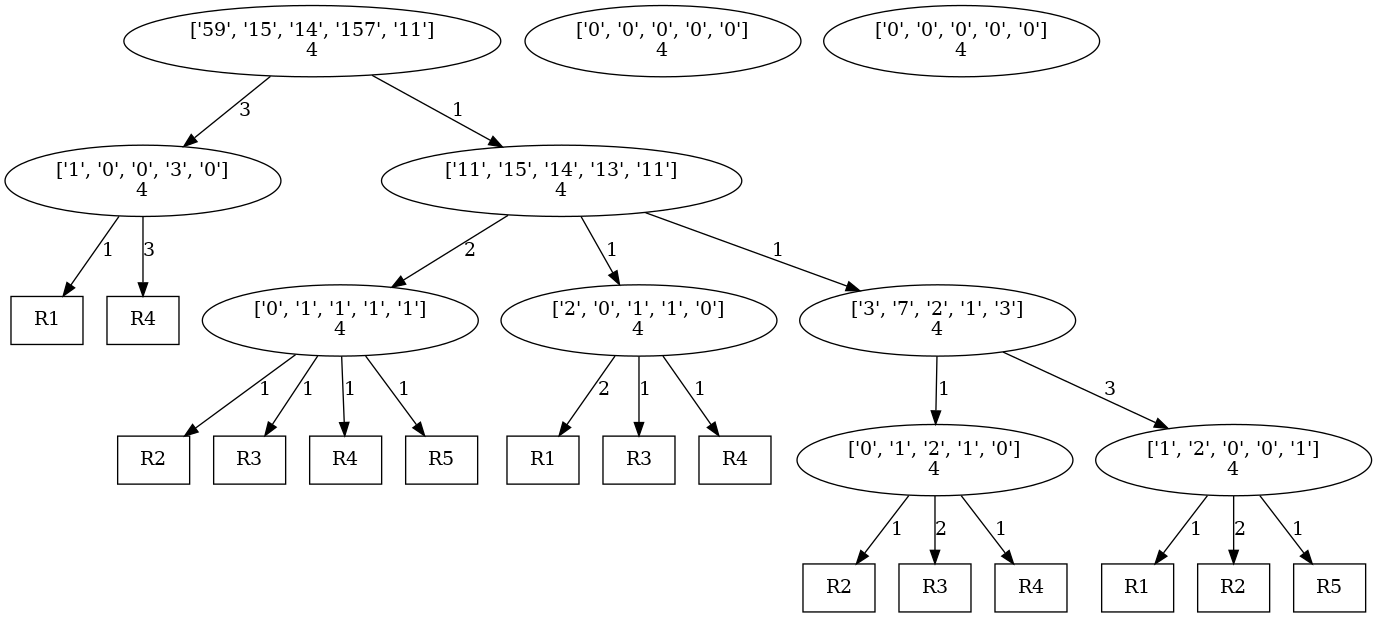 ['59', '15', '14', '157', '11']
4
['0', '0', '0', '0', '0']
4
['0', '0', '0', '0', '0']
4
3
1
['1', '0', '0', '3', '0']
4
['11', '15', '14', '13', '11']
4
1
3
2
1
1
R1
R4
['0', '1', '1', '1', '1']
4
['2', '0', '1', '1', '0']
4
['3', '7', '2', '1', '3']
4
1
1
1
1
2
1
1
1
3
R2
R3
R4
R5
R1
R3
R4
['0', '1', '2', '1', '0']
4
['1', '2', '0', '0', '1']
4
1
2
1
1
2
1
R2
R3
R4
R1
R2
R5